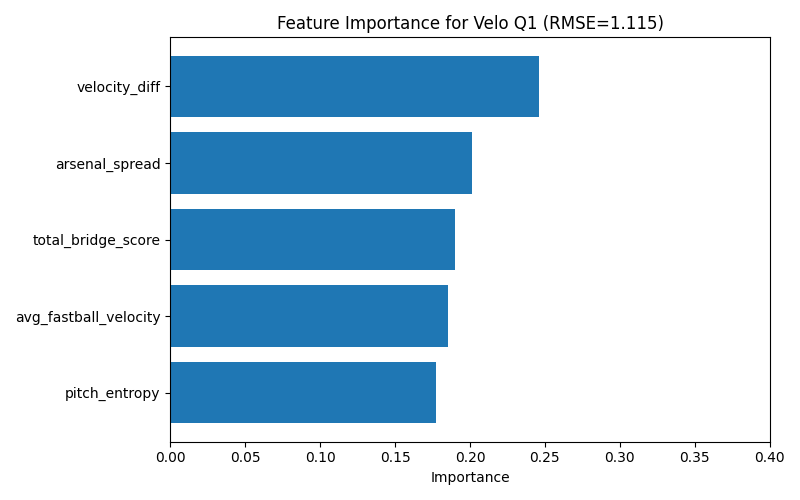 Feature Importance for Velo Q1 (RMSE=1.115)
velocity_diff
arsenal_spread
total_bridge_score
avg_fastball_velocity
pitch_entropy
0.00 0.05 0.10 0.15 0.20 0.25 0.30 0.35 0.40
Importance